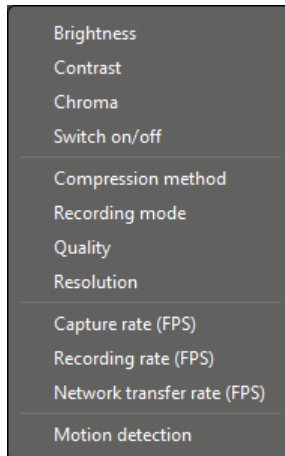 Brightness
Contrast
Chroma
Switch on/off
Compression method
Recording mode
Quality
Resolution
Capture rate (FPS)
Recording rate (FPS)
Network transfer rate (FPS)
Motion detection